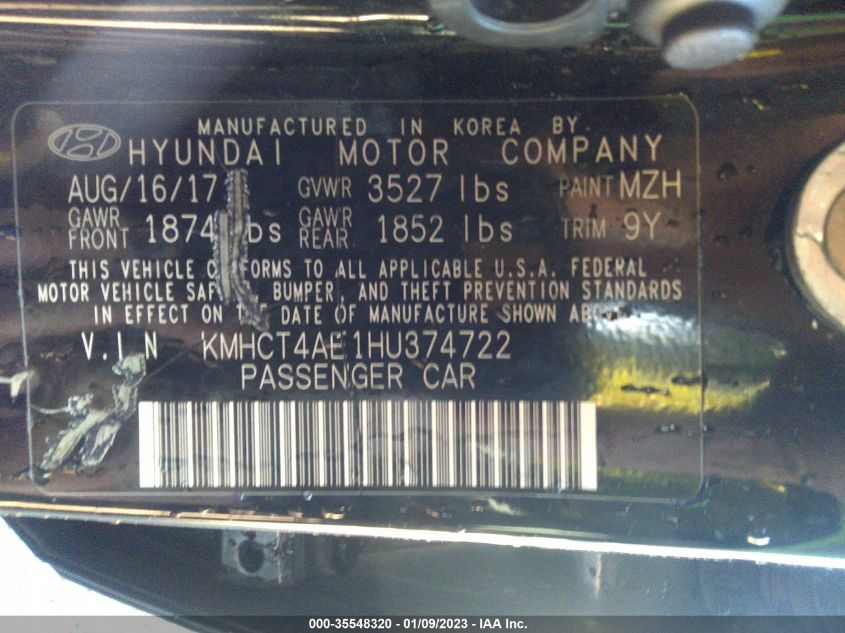 MANUFACTURED IN KOREA BY
HYUNDAI MOTOR COMPANY
AUG/16/17 GVWR 3527 lbs PAINT MZH
GAWR FRONT 1874 lbs GAWR REAR 1852 lbs TRIM 9Y
THIS VEHICLE CONFORMS TO ALL APPLICABLE U.S.A. FEDERAL
MOTOR VEHICLE SAFETY, BUMPER, AND THEFT PREVENTION STANDARDS
IN EFFECT ON THE DATE OF MANUFACTURE SHOWN ABOVE.
V.I.N KMHCT4AE1HU374722
PASSENGER CAR
000-35548320 - 01/09/2023 - IAA Inc.